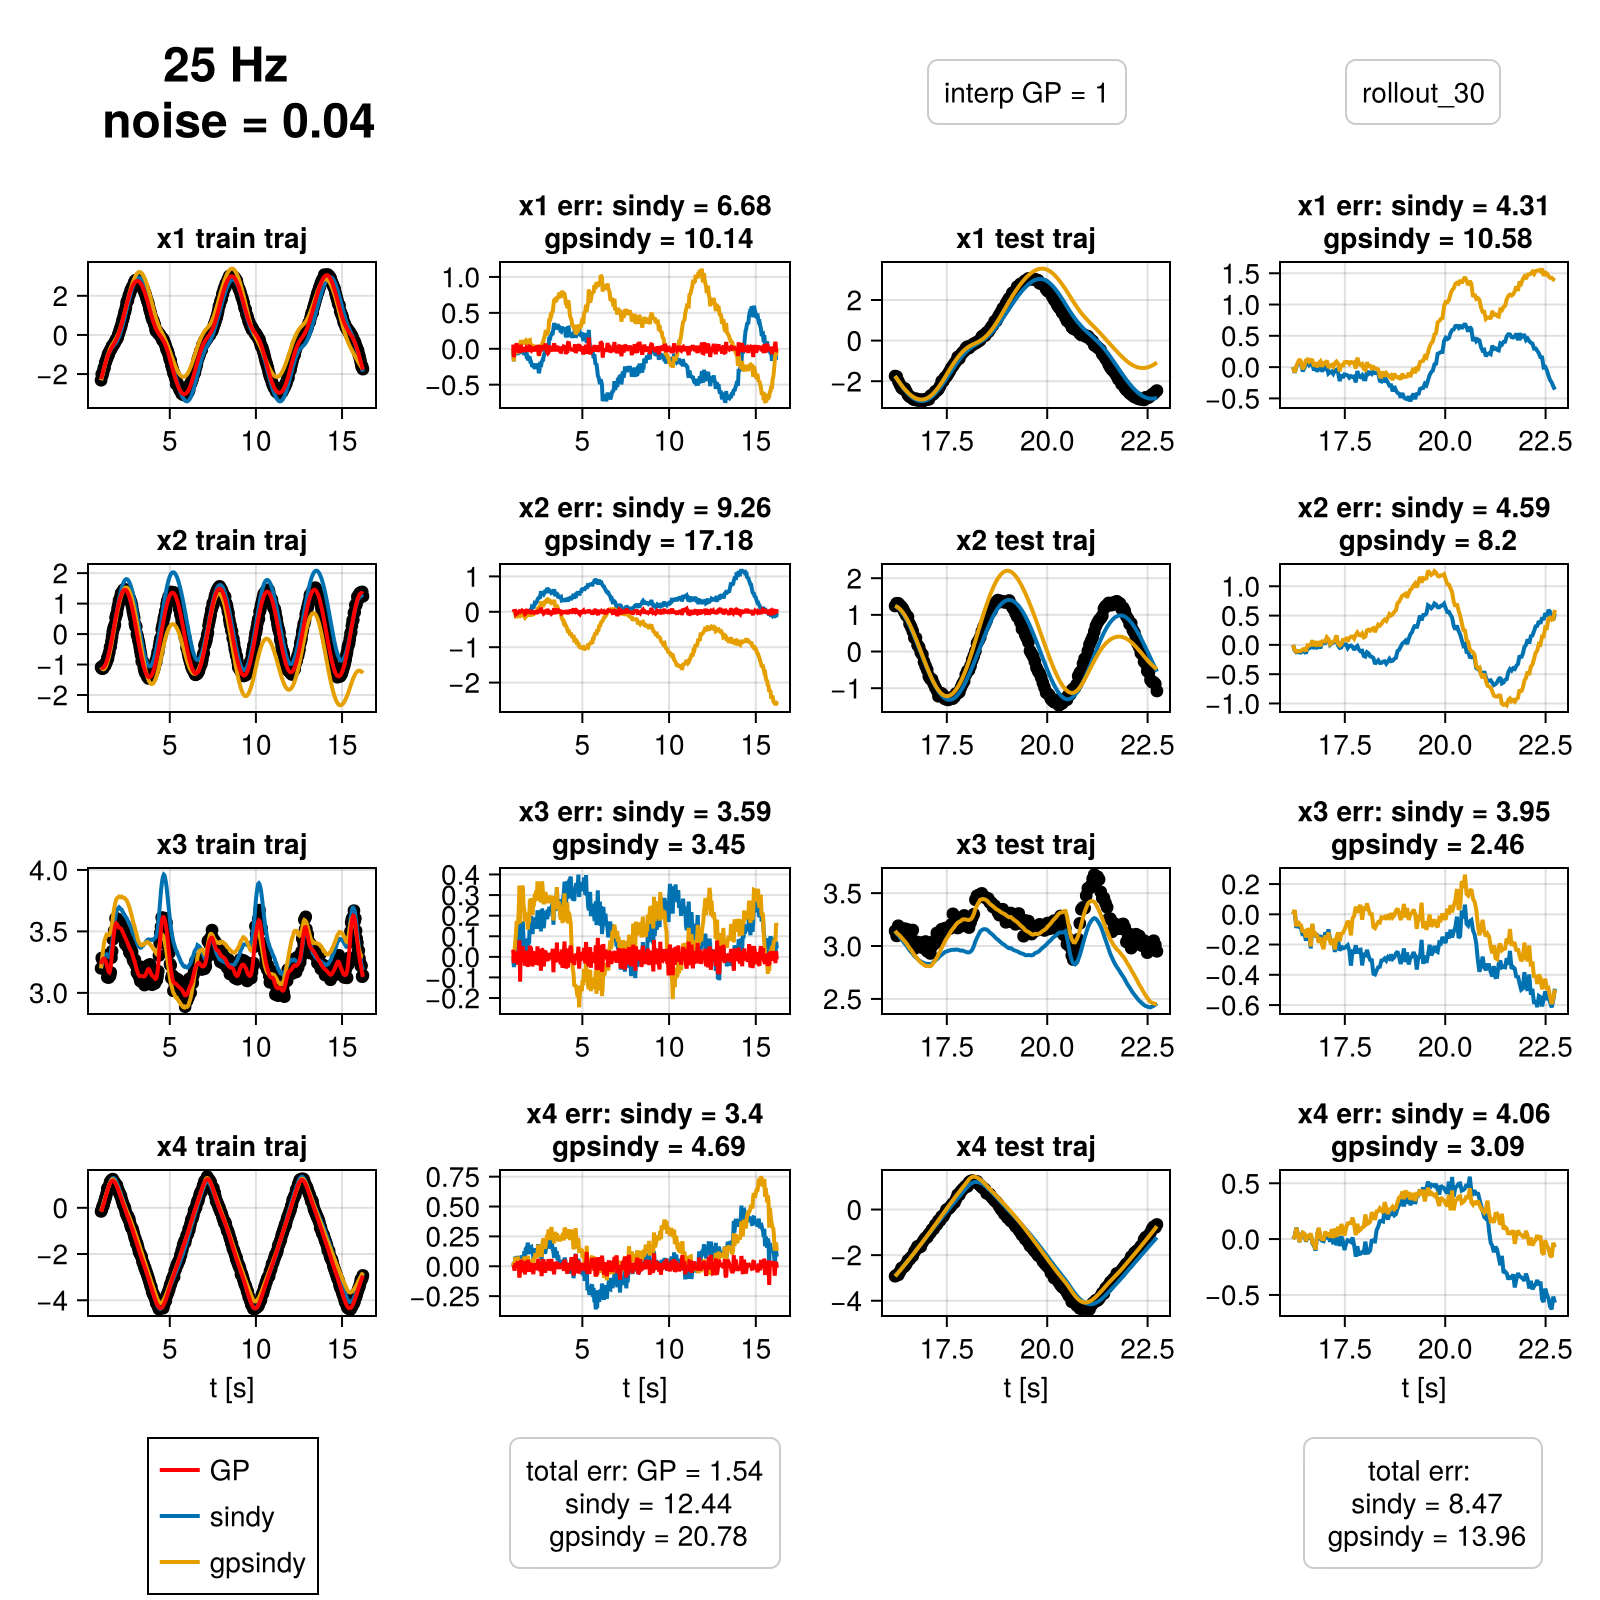 25 Hz
noise = 0.04
interp GP = 1
rollout_30
x1 train traj
2
0
−2
5
10
15
x1 err: sindy = 6.68
gpsindy = 10.14
1.0
0.5
0.0
−0.5
5
10
15
x1 test traj
2
0
−2
17.5
20.0
22.5
x1 err: sindy = 4.31
gpsindy = 10.58
1.5
1.0
0.5
0.0
−0.5
17.5
20.0
22.5
x2 train traj
2
1
0
−1
−2
5
10
15
x2 err: sindy = 9.26
gpsindy = 17.18
1
0
−1
−2
5
10
15
x2 test traj
2
1
0
−1
17.5
20.0
22.5
x2 err: sindy = 4.59
gpsindy = 8.2
1.0
0.5
0.0
−0.5
−1.0
17.5
20.0
22.5
x3 train traj
4.0
3.5
3.0
5
10
15
x3 err: sindy = 3.59
gpsindy = 3.45
0.4
0.3
0.2
0.1
0.0
−0.1
−0.2
5
10
15
x3 test traj
3.5
3.0
2.5
17.5
20.0
22.5
x3 err: sindy = 3.95
gpsindy = 2.46
0.2
0.0
−0.2
−0.4
−0.6
17.5
20.0
22.5
x4 train traj
0
−2
−4
5
10
15
t [s]
x4 err: sindy = 3.4
gpsindy = 4.69
0.75
0.50
0.25
0.00
−0.25
5
10
15
t [s]
x4 test traj
0
−2
−4
17.5
20.0
22.5
t [s]
x4 err: sindy = 4.06
gpsindy = 3.09
0.5
0.0
−0.5
17.5
20.0
22.5
t [s]
GP
sindy
gpsindy
total err: GP = 1.54
sindy = 12.44
gpsindy = 20.78
total err:
sindy = 8.47
gpsindy = 13.96